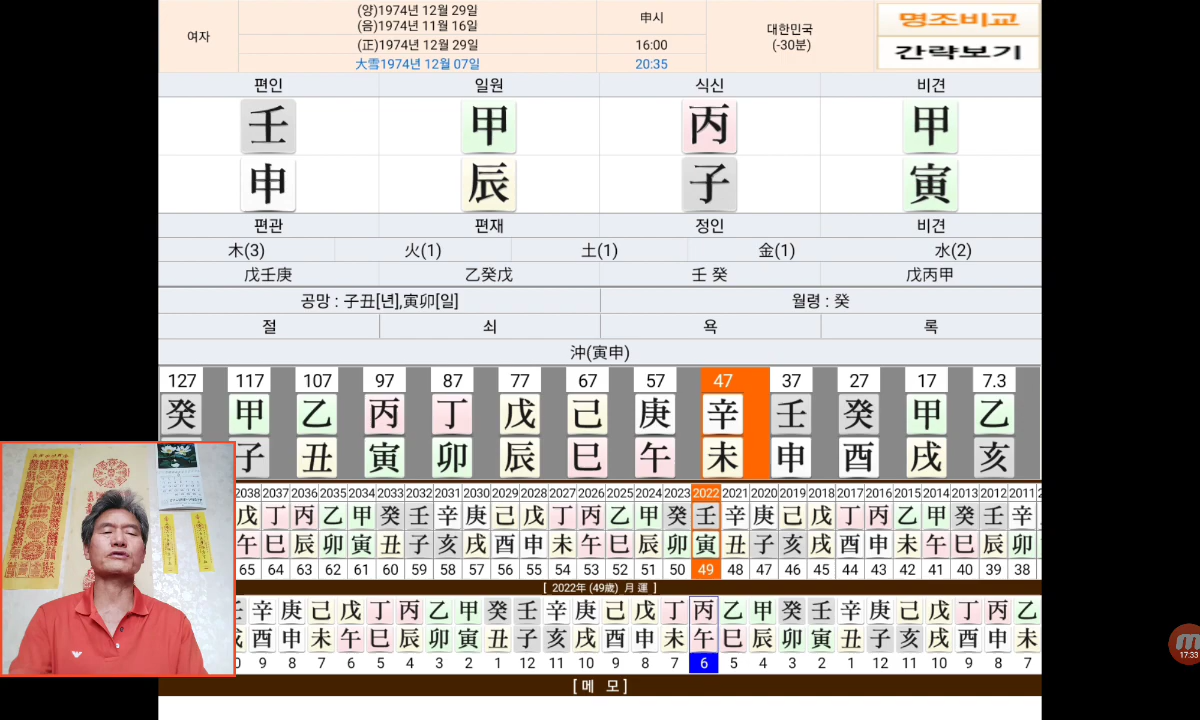 여자
(양)1974년 12월 29일
(음)1974년 11월 16일
(正)1974년 12월 29일
大雪1974년 12월 07일
申시
16:00
20:35
대한민국
(-30분)
명조비교
간략보기
편인 일원 식신 비견
壬 甲 丙 甲
申 辰 子 寅
편관 편재 정인 비견
木(3) 火(1) 土(1) 金(1) 水(2)
戊壬庚 乙癸戊 壬 癸 戊丙甲
공망 : 子丑[년],寅卯[일] 월령 : 癸
절 쇠 욕 록
沖(寅申)
127 117 107 97 87 77 67 57 47 37 27 17 7.3
癸 甲 乙 丙 丁 戊 己 庚 辛 壬 癸 甲 乙
子 丑 寅 卯 辰 巳 午 未 申 酉 戌 亥
2038 2037 2036 2035 2034 2033 2032 2031 2030 2029 2028 2027 2026 2025 2024 2023 2022 2021 2020 2019 2018 2017 2016 2015 2014 2013 2012 2011
戊 丁 丙 乙 甲 癸 壬 辛 庚 己 戊 丁 丙 乙 甲 癸 壬 辛 庚 己 戊 丁 丙 乙 甲 癸 壬 辛
午 巳 辰 卯 寅 丑 子 亥 戌 酉 申 未 午 巳 辰 卯 寅 丑 子 亥 戌 酉 申 未 午 巳 辰 卯
65 64 63 62 61 60 59 58 57 56 55 54 53 52 51 50 49 48 47 46 45 44 43 42 41 40 39 38
[ 2022년 (49歲) 月 運 ]
辛 庚 己 戊 丁 丙 乙 甲 癸 壬 辛 庚 己 戊 丁 丙 乙 甲 癸 壬 辛 庚 己 戊 丁 丙 乙
酉 申 未 午 巳 辰 卯 寅 丑 子 亥 戌 酉 申 未 午 巳 辰 卯 寅 丑 子 亥 戌 酉 申 未
9 8 7 6 5 4 3 2 1 12 11 10 9 8 7 6 5 4 3 2 1 12 11 10 9 8 7
[ 메 모 ]
17:33